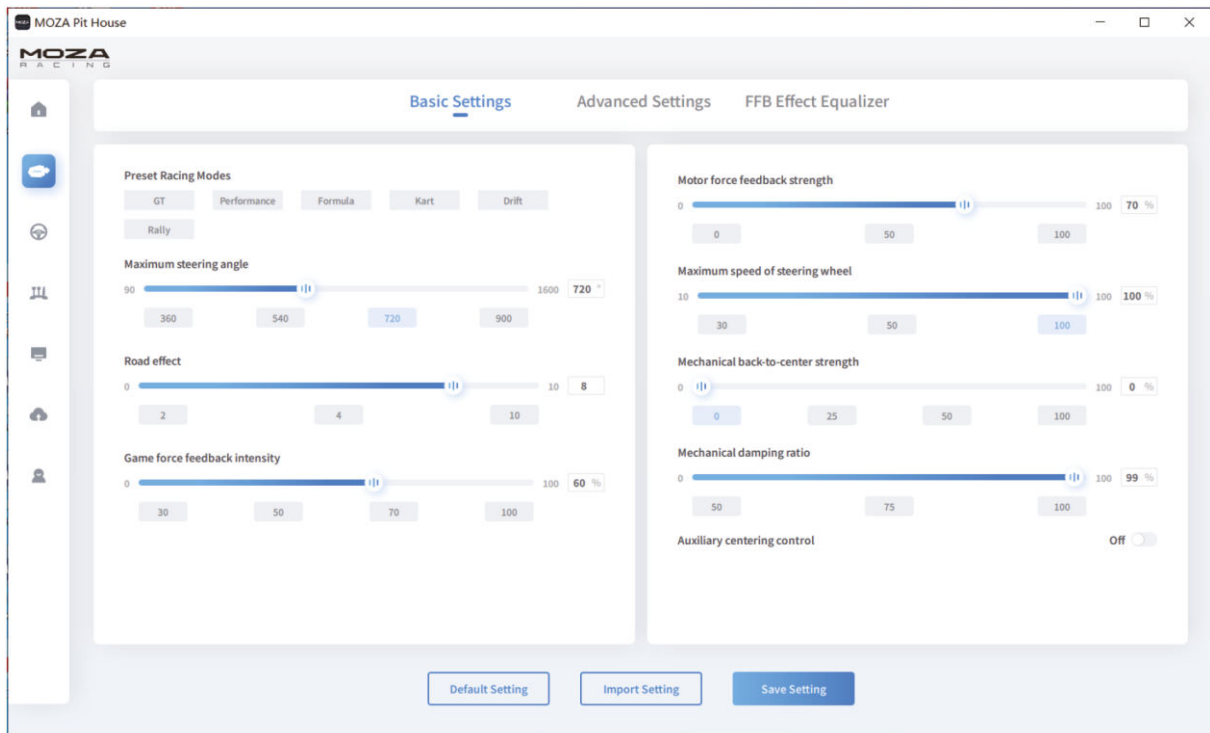 MOZA Pit House
MOZA
RACING
Basic Settings Advanced Settings FFB Effect Equalizer
Preset Racing Modes
GT Performance Formula Kart Drift
Rally
Maximum steering angle
90 1600 720 °
360 540 720 900
Road effect
0 10 8
2 4 10
Game force feedback intensity
0 100 60 %
30 50 70 100
Motor force feedback strength
0 100 70 %
0 50 100
Maximum speed of steering wheel
10 100 100 %
30 50 100
Mechanical back-to-center strength
0 100 0 %
0 25 50 100
Mechanical damping ratio
0 100 99 %
50 75 100
Auxiliary centering control Off
Default Setting Import Setting Save Setting